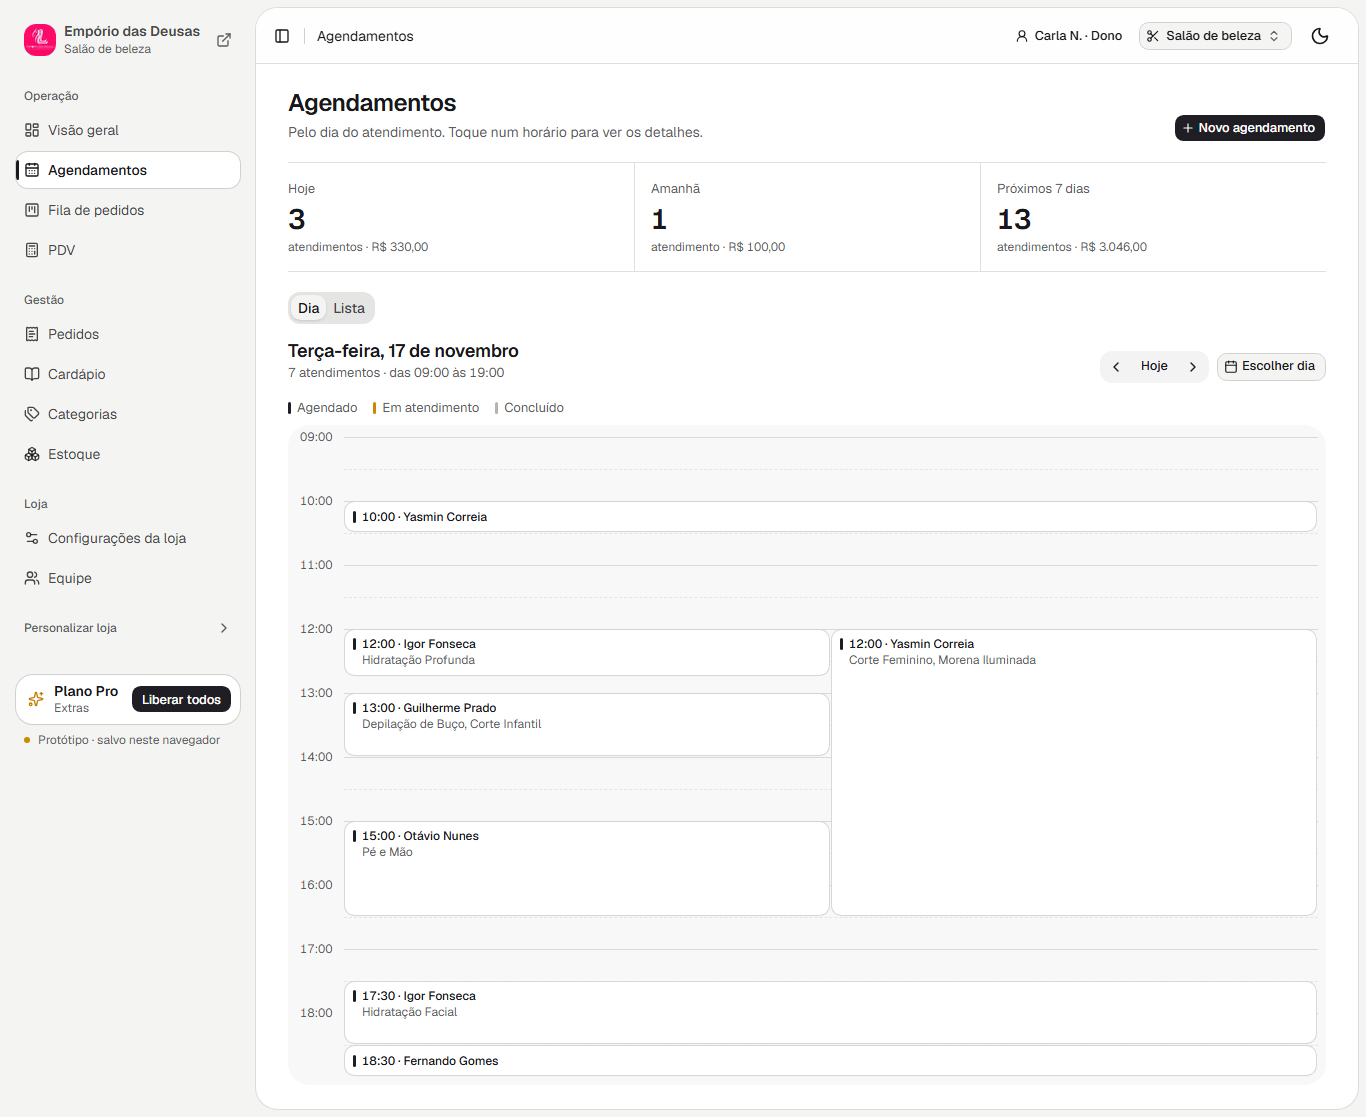 Empório das Deusas
Salão de beleza
Operação
Visão geral
Agendamentos
Fila de pedidos
PDV
Gestão
Pedidos
Cardápio
Categorias
Estoque
Loja
Configurações da loja
Equipe
Personalizar loja
Plano Pro
Extras
Liberar todos
Protótipo · salvo neste navegador
Agendamentos
Carla N. · Dono
Salão de beleza
Agendamentos
Pelo dia do atendimento. Toque num horário para ver os detalhes.
+ Novo agendamento
Hoje
3
atendimentos · R$ 330,00
Amanhã
1
atendimento · R$ 100,00
Próximos 7 dias
13
atendimentos · R$ 3.046,00
Dia Lista
Terça-feira, 17 de novembro
7 atendimentos · das 09:00 às 19:00
Hoje
Escolher dia
Agendado Em atendimento Concluído
09:00
10:00
10:00 · Yasmin Correia
11:00
12:00
12:00 · Igor Fonseca
Hidratação Profunda
12:00 · Yasmin Correia
Corte Feminino, Morena Iluminada
13:00
13:00 · Guilherme Prado
Depilação de Buço, Corte Infantil
14:00
15:00
15:00 · Otávio Nunes
Pé e Mão
16:00
17:00
17:30 · Igor Fonseca
Hidratação Facial
18:00
18:30 · Fernando Gomes